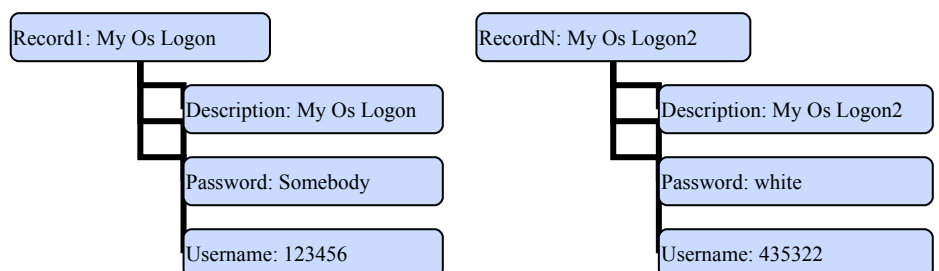 Record1: My Os Logon
Description: My Os Logon
Password: Somebody
Username: 123456
RecordN: My Os Logon2
Description: My Os Logon2
Password: white
Username: 435322